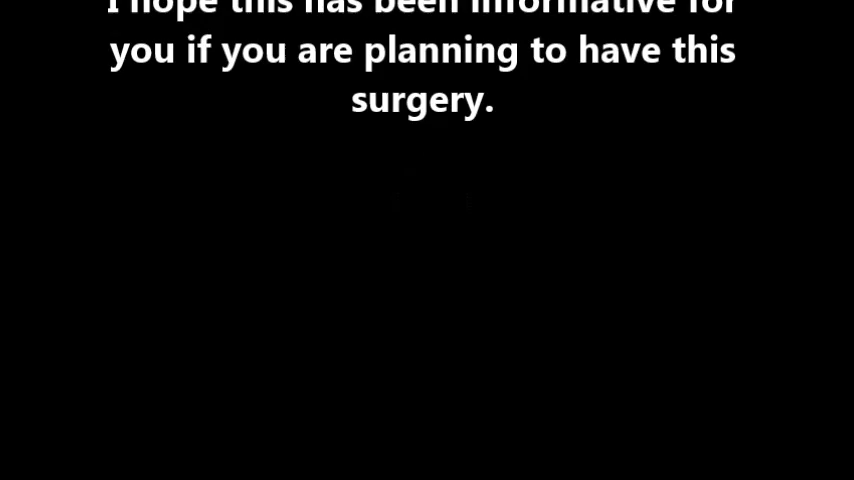 I hope this has been informative for
you if you are planning to have this
surgery.